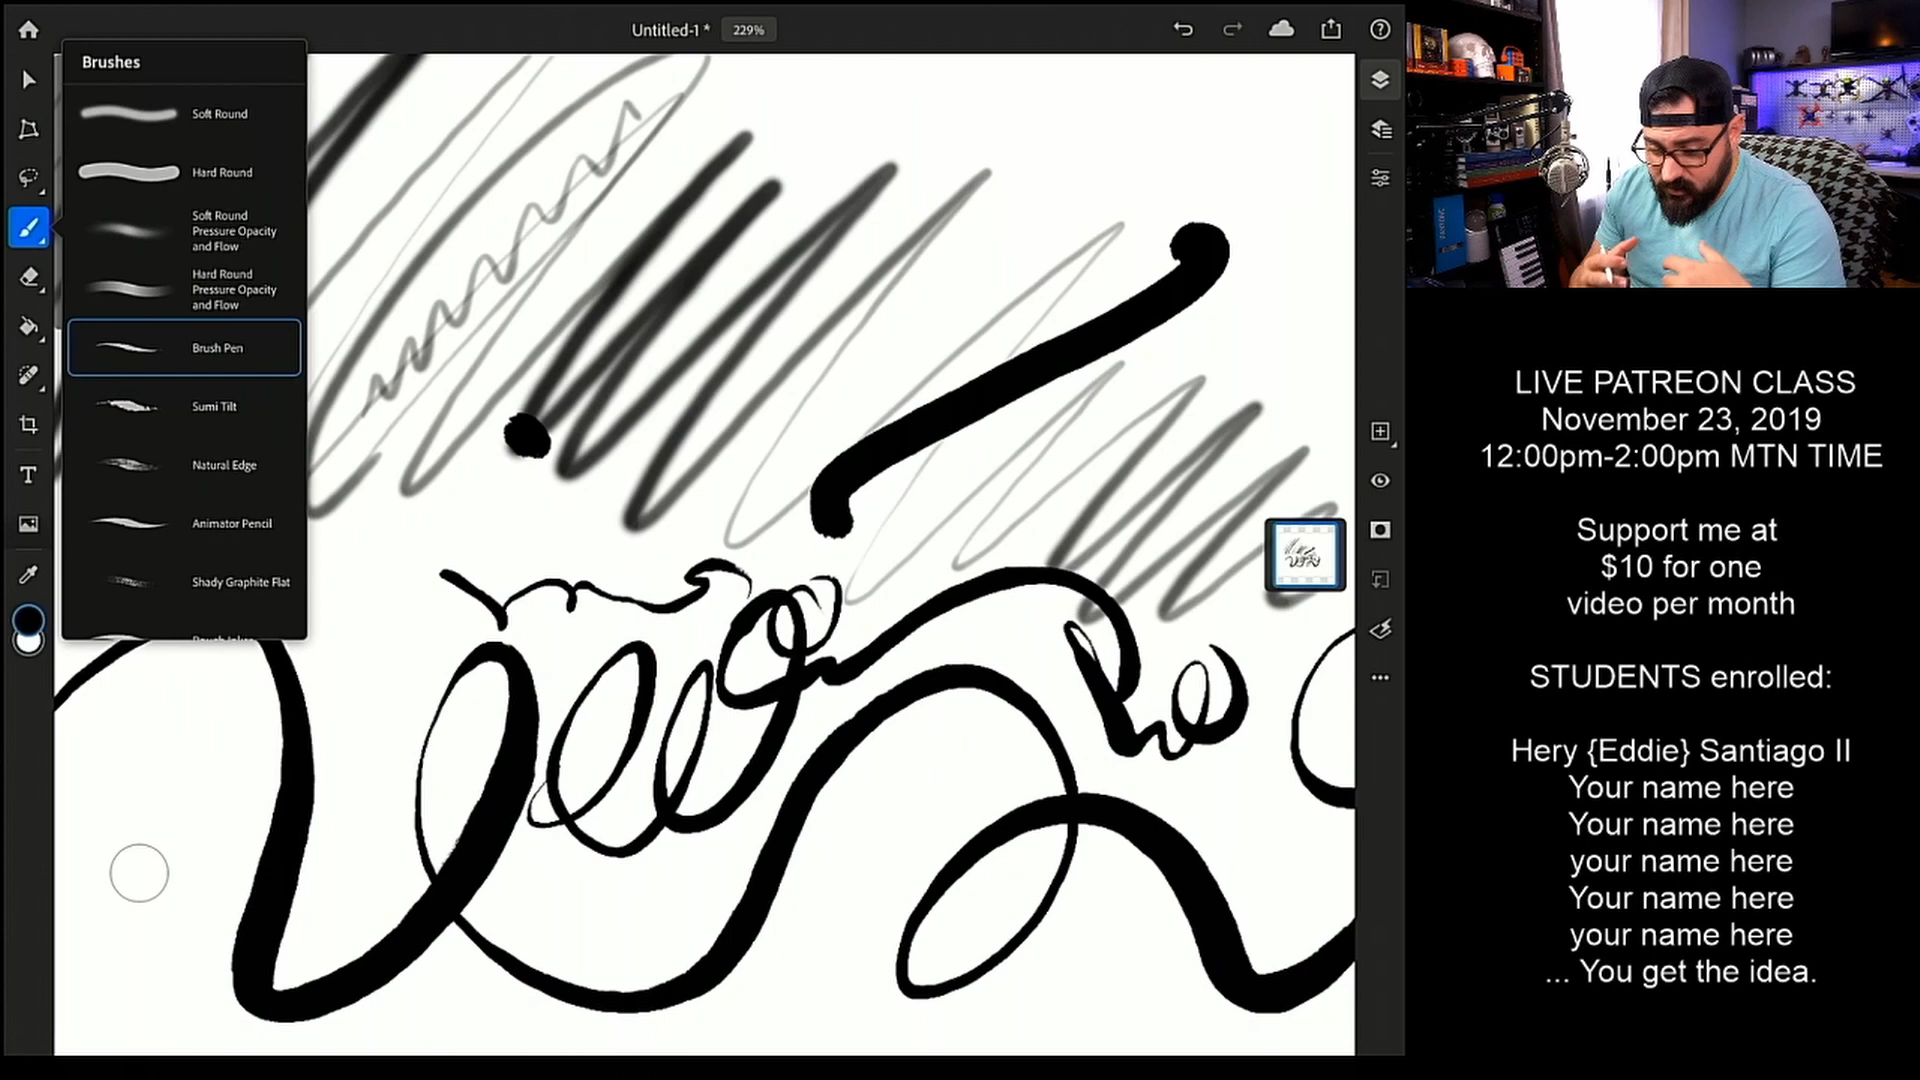 Untitled-1 * 229%
Brushes
Soft Round
Hard Round
Soft Round
Pressure Opacity
and Flow
Hard Round
Pressure Opacity
and Flow
Brush Pen
Sumi Tilt
Natural Edge
Animator Pencil
Shady Graphite Flat
LIVE PATREON CLASS
November 23, 2019
12:00pm-2:00pm MTN TIME
Support me at
$10 for one
video per month
STUDENTS enrolled:
Hery {Eddie} Santiago II
Your name here
Your name here
your name here
Your name here
your name here
... You get the idea.